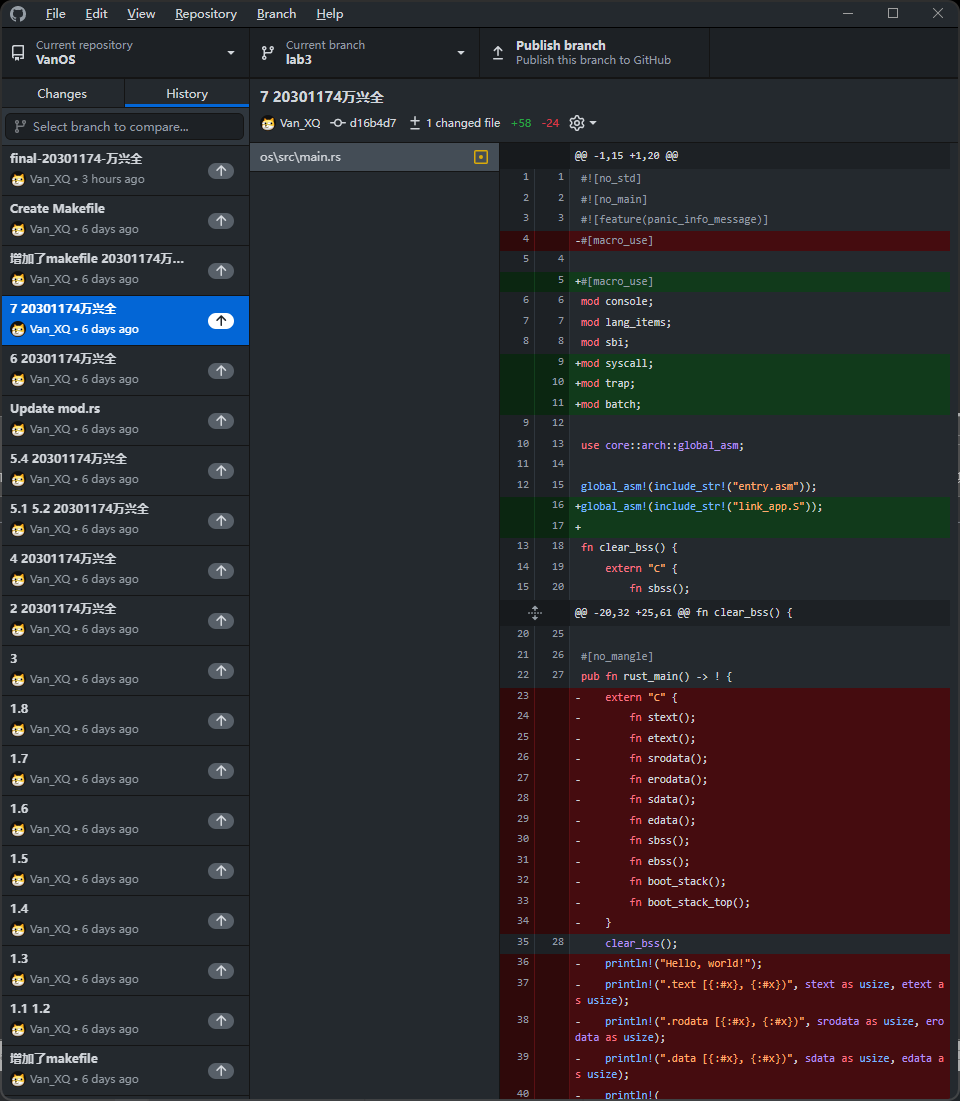 File Edit View Repository Branch Help
Current repository
VanOS
Current branch
lab3
Publish branch
Publish this branch to GitHub
Changes History
Select branch to compare...
final-20301174-万兴全
Van_XQ • 3 hours ago
Create Makefile
Van_XQ • 6 days ago
增加了makefile 20301174万...
Van_XQ • 6 days ago
7 20301174万兴全
Van_XQ • 6 days ago
6 20301174万兴全
Van_XQ • 6 days ago
Update mod.rs
Van_XQ • 6 days ago
5.4 20301174万兴全
Van_XQ • 6 days ago
5.1 5.2 20301174万兴全
Van_XQ • 6 days ago
4 20301174万兴全
Van_XQ • 6 days ago
2 20301174万兴全
Van_XQ • 6 days ago
3
Van_XQ • 6 days ago
1.8
Van_XQ • 6 days ago
1.7
Van_XQ • 6 days ago
1.6
Van_XQ • 6 days ago
1.5
Van_XQ • 6 days ago
1.4
Van_XQ • 6 days ago
1.3
Van_XQ • 6 days ago
1.1 1.2
Van_XQ • 6 days ago
增加了makefile
Van_XQ • 6 days ago
7 20301174万兴全
Van_XQ d16b4d7 1 changed file +58 -24
os\src\main.rs
@@ -1,15 +1,20 @@
1 1 #![no_std]
2 2 #![no_main]
3 3 #![feature(panic_info_message)]
4 -#[macro_use]
5 4
5 +#[macro_use]
6 6 mod console;
7 7 mod lang_items;
8 8 mod sbi;
9 +mod syscall;
10 +mod trap;
11 +mod batch;
9 12
10 13 use core::arch::global_asm;
11 14
12 15 global_asm!(include_str!("entry.asm"));
16 +global_asm!(include_str!("link_app.S"));
17 +
13 18 fn clear_bss() {
14 19 extern "C" {
15 20 fn sbss();
@@ -20,32 +25,61 @@ fn clear_bss() {
20 25
21 26 #[no_mangle]
22 27 pub fn rust_main() -> ! {
23 - extern "C" {
24 - fn stext();
25 - fn etext();
26 - fn srodata();
27 - fn erodata();
28 - fn sdata();
29 - fn edata();
30 - fn sbss();
31 - fn ebss();
32 - fn boot_stack();
33 - fn boot_stack_top();
34 - }
35 28 clear_bss();
36 - println!("Hello, world!");
37 - println!(".text [{:#x}, {:#x})", stext as usize, etext a
s usize);
38 - println!(".rodata [{:#x}, {:#x})", srodata as usize, ero
data as usize);
39 - println!(".data [{:#x}, {:#x})", sdata as usize, edata a
s usize);
40 - println!(